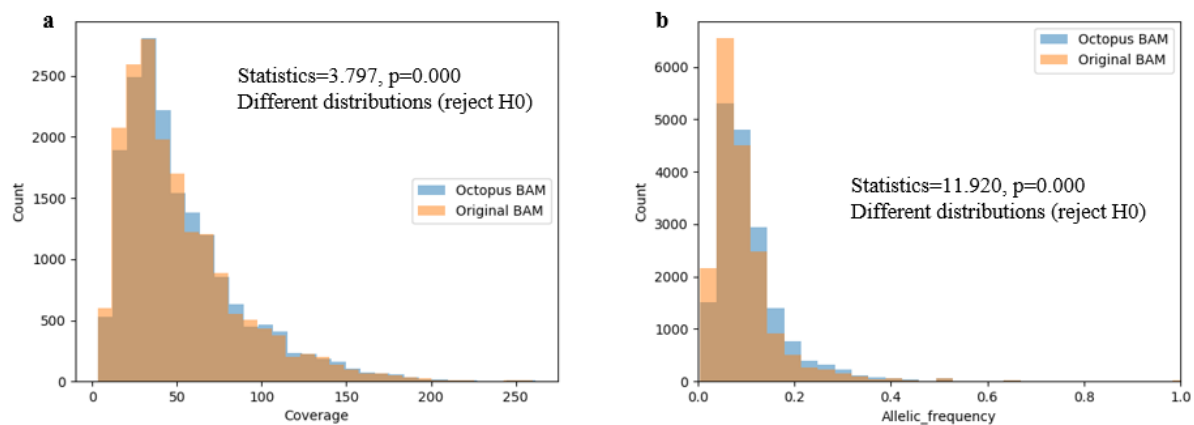 a
Statistics=3.797, p=0.000
Different distributions (reject H0)
Octopus BAM
Original BAM
Count
2500
2000
1500
1000
500
0
0 50 100 150 200 250
Coverage
b
Octopus BAM
Original BAM
Statistics=11.920, p=0.000
Different distributions (reject H0)
Count
6000
5000
4000
3000
2000
1000
0
0.0 0.2 0.4 0.6 0.8 1.0
Allelic_frequency